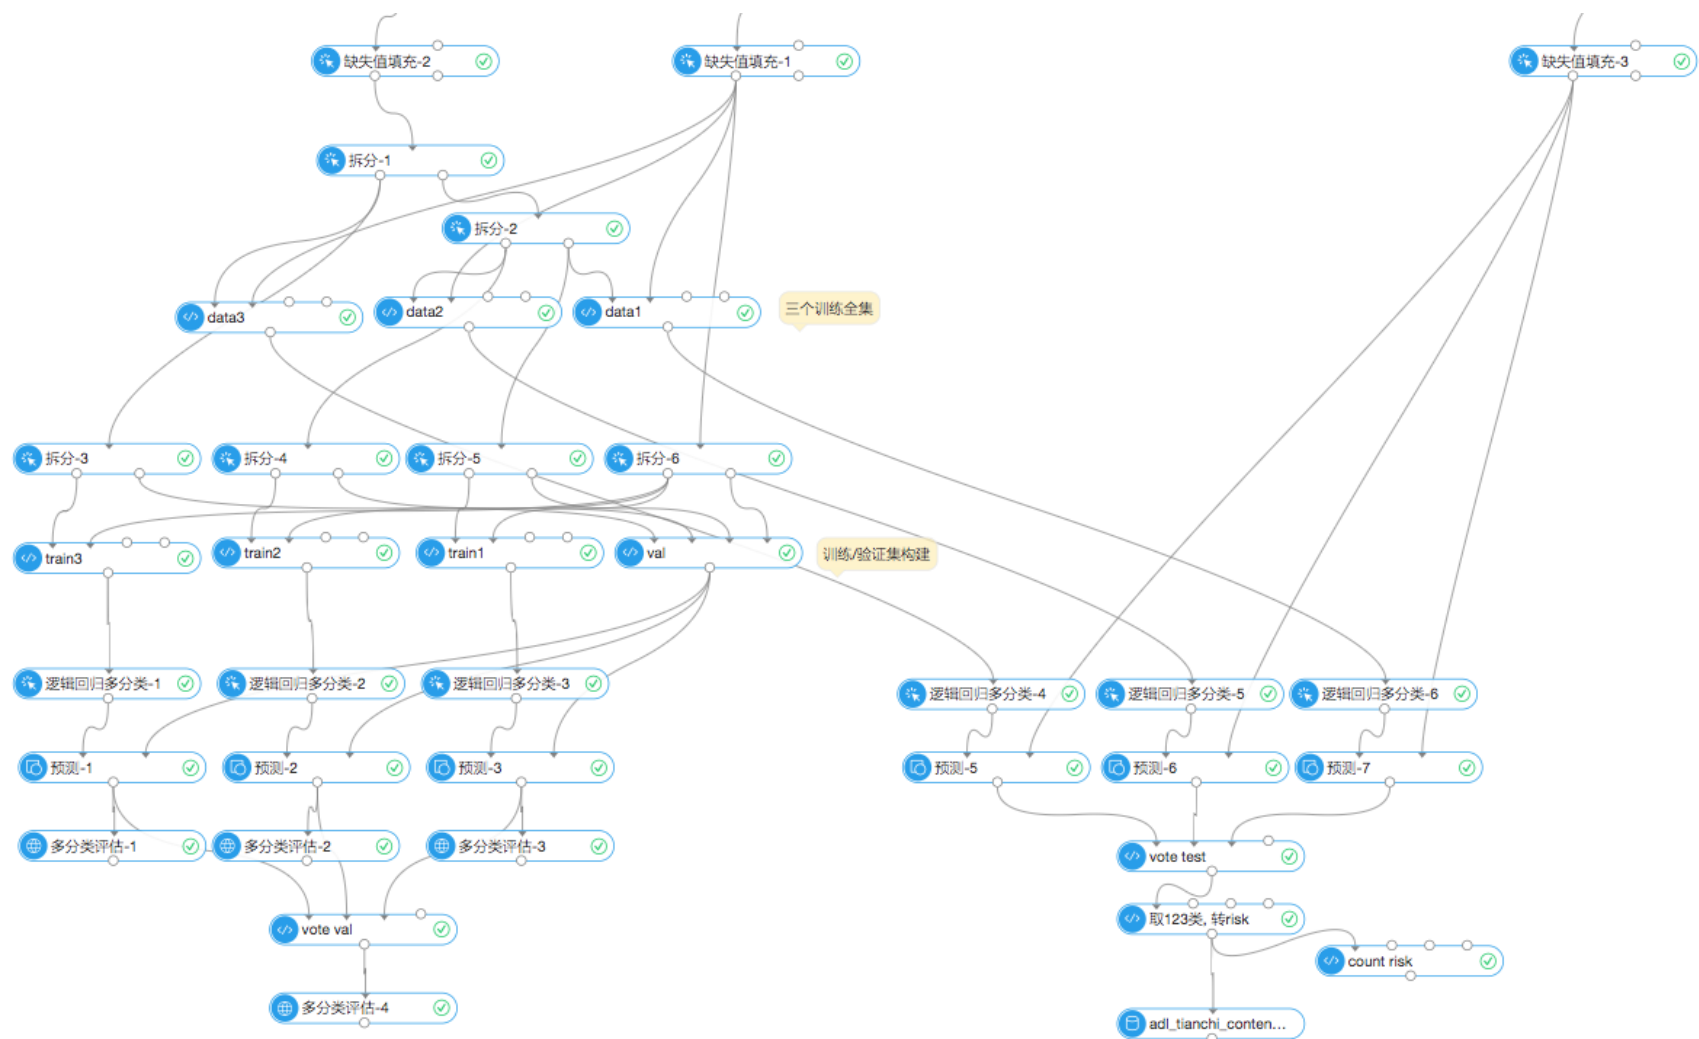 缺失值填充-2
缺失值填充-1
缺失值填充-3
拆分-1
拆分-2
data3
data2
data1
三个训练全集
拆分-3
拆分-4
拆分-5
拆分-6
train3
train2
train1
val
训练/验证集构建
逻辑回归多分类-1
逻辑回归多分类-2
逻辑回归多分类-3
逻辑回归多分类-4
逻辑回归多分类-5
逻辑回归多分类-6
预测-1
预测-2
预测-3
预测-5
预测-6
预测-7
多分类评估-1
多分类评估-2
多分类评估-3
vote test
vote val
取123类, 转risk
count risk
多分类评估-4
adl_tianchi_conten...